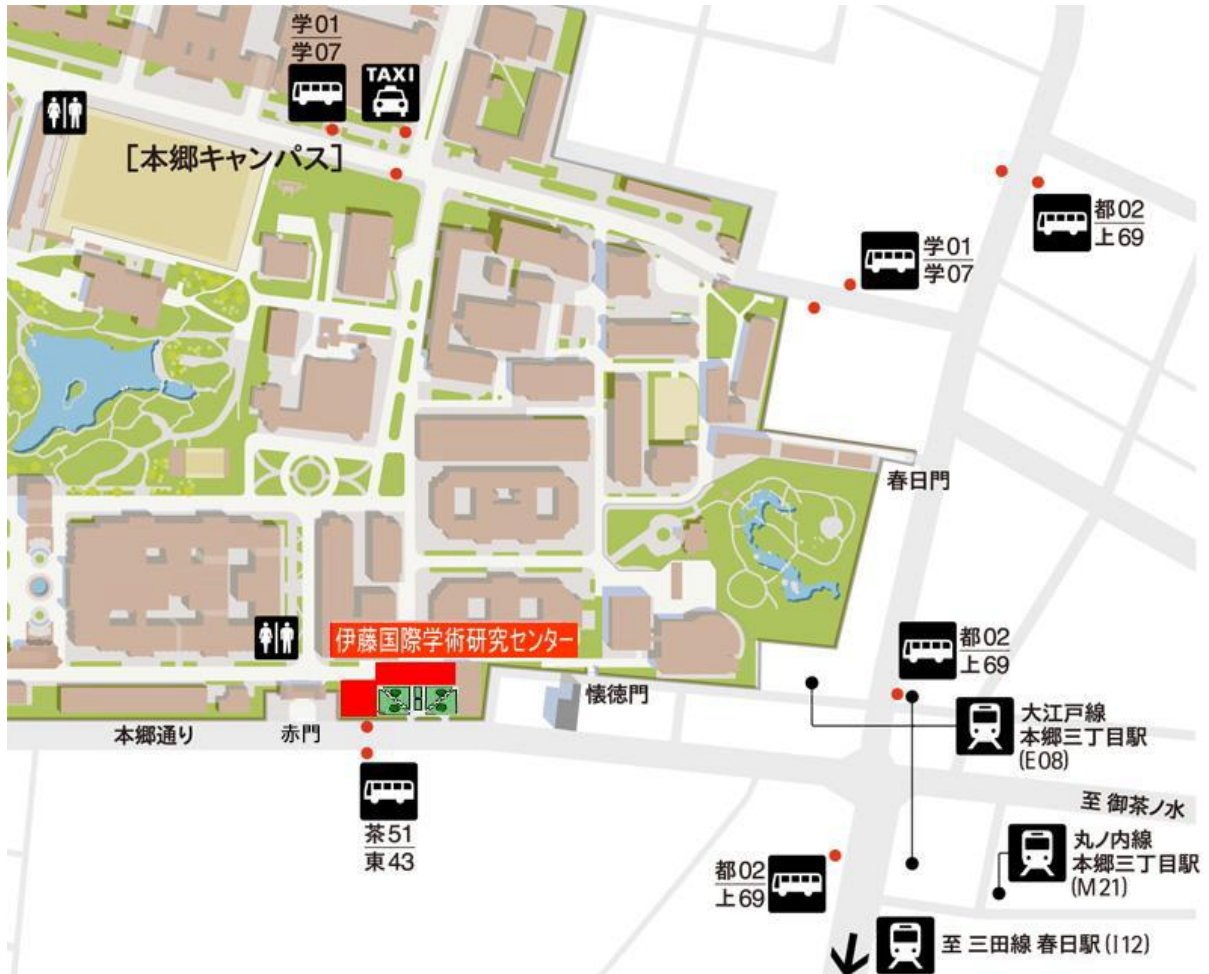 学01
学07
TAXI
[本郷キャンパス]
都02
上69
学01
学07
春日門
伊藤国際学術研究センター
都02
上69
懐徳門
本郷通り
赤門
大江戸線
本郷三丁目駅
(E08)
至 御茶ノ水
茶51
東43
丸ノ内線
本郷三丁目駅
(M21)
都02
上69
至 三田線 春日駅(I12)